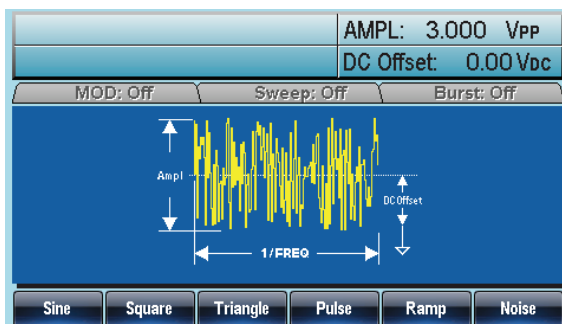 AMPL: 3.000 VPP
DC Offset: 0.00 VDC
MOD: Off Sweep: Off Burst: Off
Ampl
DC Offset
1/FREQ
Sine Square Triangle Pulse Ramp Noise